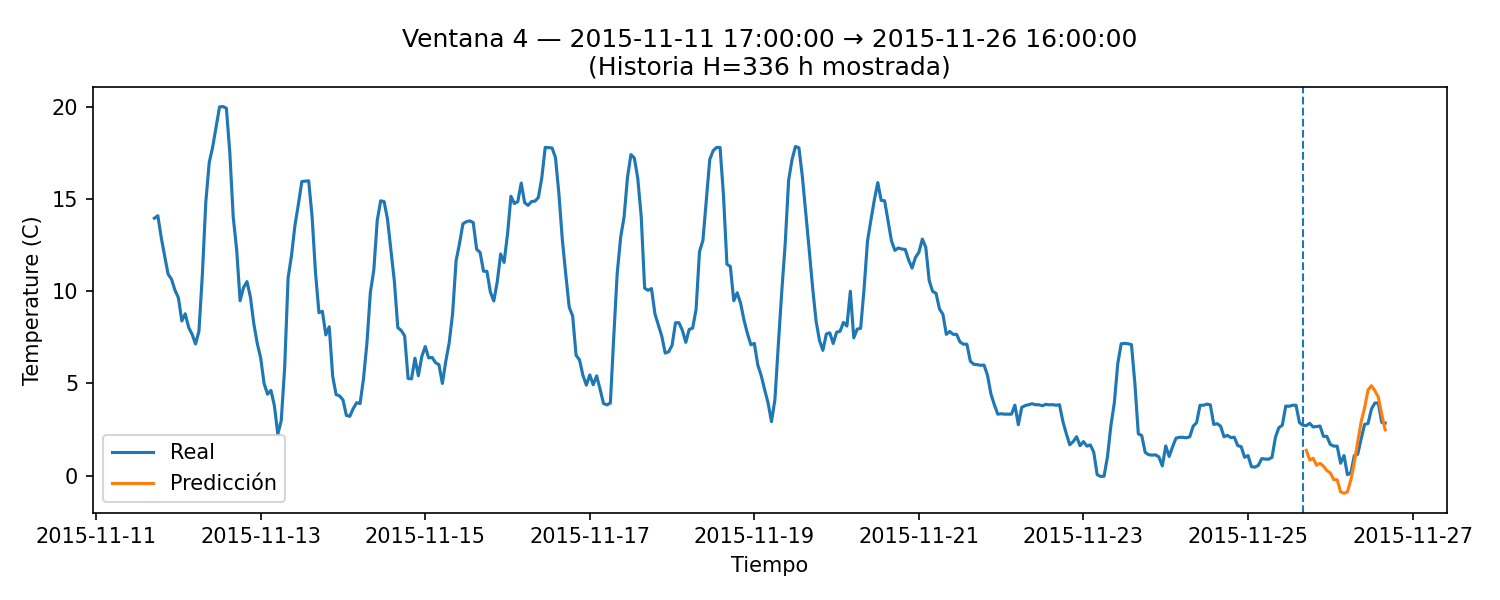 Ventana 4 — 2015-11-11 17:00:00 → 2015-11-26 16:00:00
(Historia H=336 h mostrada)
Temperature (C)
20
15
10
5
0
Real
Predicción
2015-11-11 2015-11-13 2015-11-15 2015-11-17 2015-11-19 2015-11-21 2015-11-23 2015-11-25 2015-11-27
Tiempo